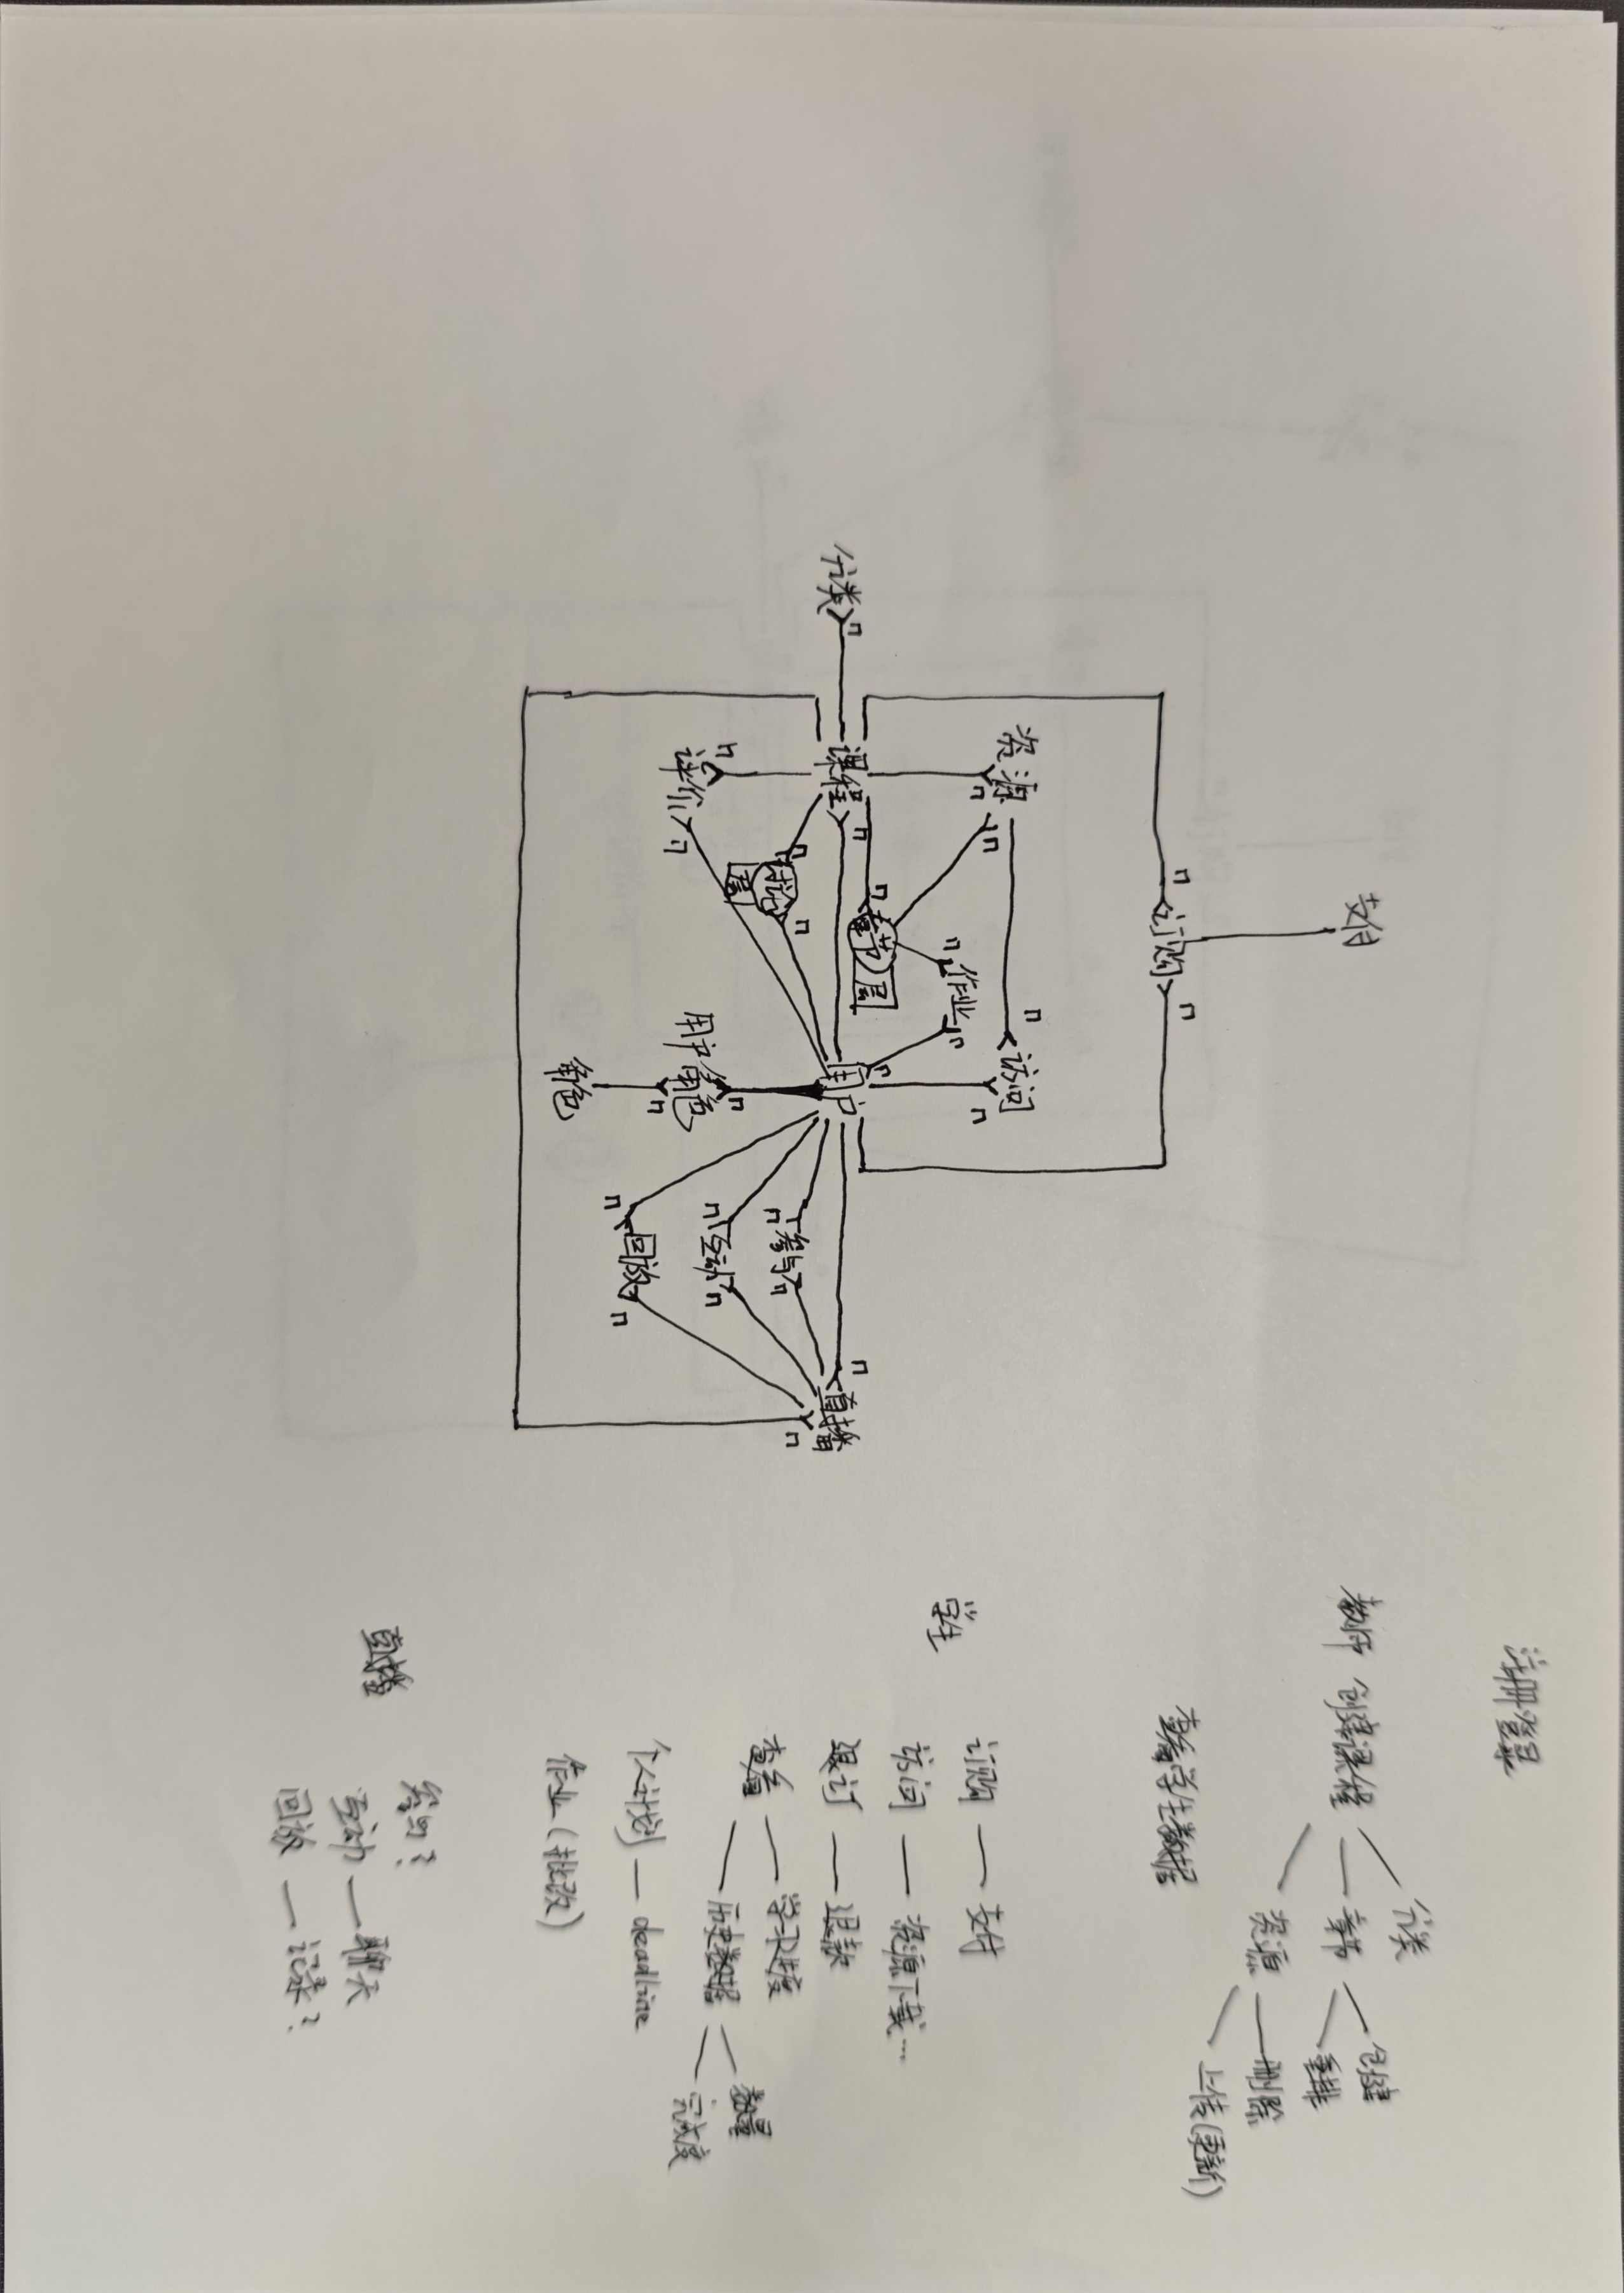 支付
n 订购 n
资源 n 访问
n n n
n 作业 n
n 章节 层 n
分类 n 课程 n 用户 n 直播
n 讨论 n n 参与 n n
层
n n
n 互动 n
评价 n 用户角色
n
n 回放 n
角色
注册登录
分类
教师 创建课程 章节 创建
重排
资源 删除
上传(更新)
查看学生数据
学生 订购 — 支付
访问 — 资源下载…
退订 — 退款
查看 学习进度
历史数据 数量
完成度
个人计划 — deadline
作业(批改)
直播 参与?
互动 — 聊天
回放 — 记录?